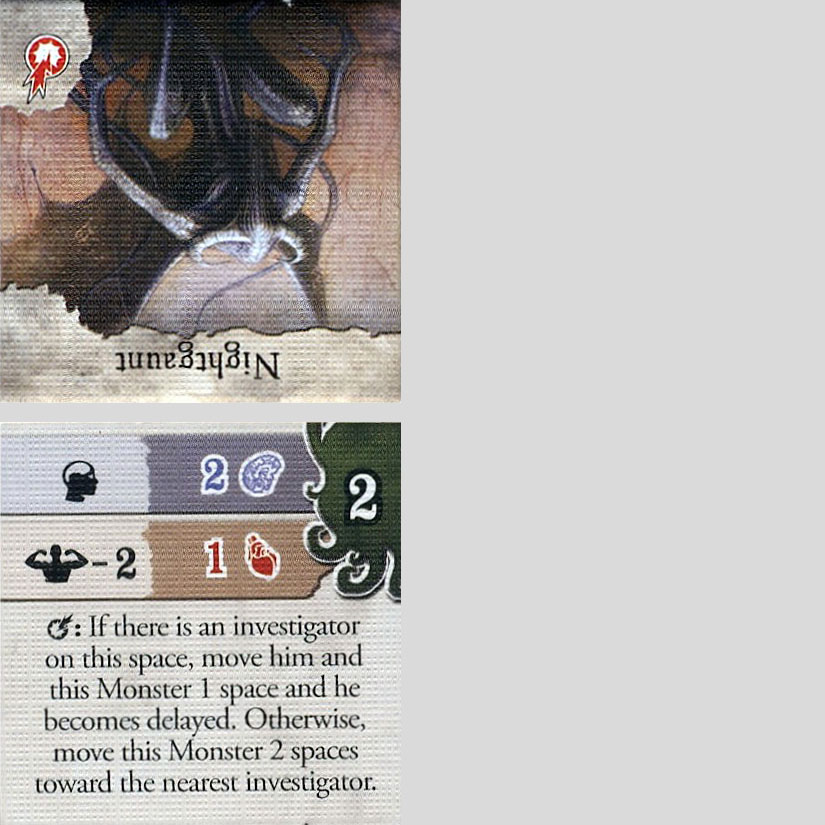 Nightgaunt
2
2
-2
1
: If there is an investigator
on this space, move him and
this Monster 1 space and he
becomes delayed. Otherwise,
move this Monster 2 spaces
toward the nearest investigator.